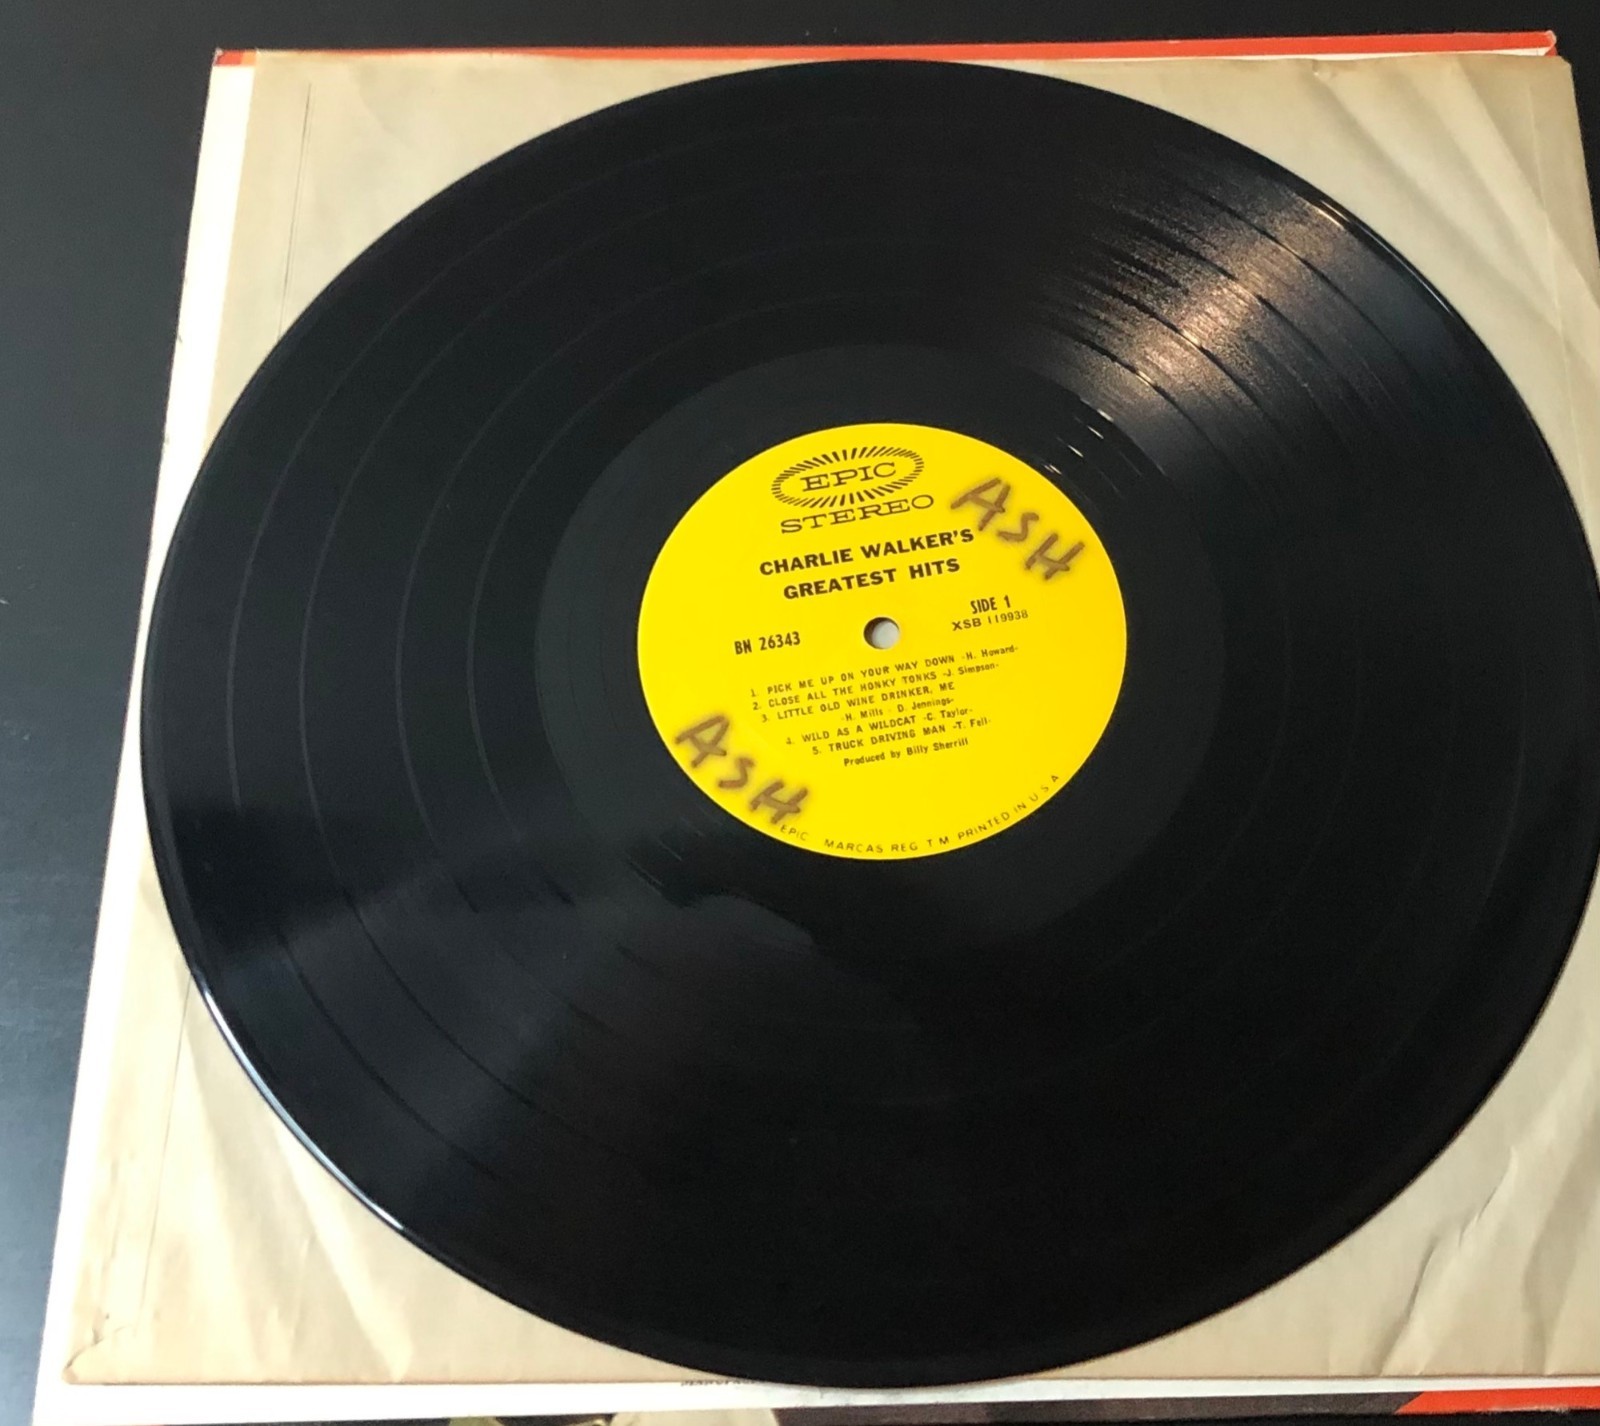 EPIC
STEREO
ASH
CHARLIE WALKER'S
GREATEST HITS
SIDE 1
BN 26343
XSB 119938
1. PICK ME UP ON YOUR WAY DOWN -H. Howard-
2. CLOSE ALL THE HONKY TONKS -J. Simpson-
3. LITTLE OLD WINE DRINKER, ME
-H. Mills - D. Jennings-
4. WILD AS A WILDCAT -C. Taylor-
5. TRUCK DRIVING MAN -T. Fell-
Produced by Billy Sherrill
ASH
EPIC. MARCAS REG. T M PRINTED IN U S A